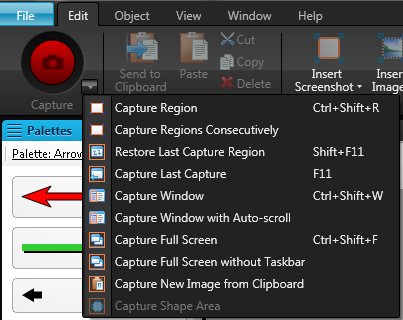 File Edit Object View Window Help
Capture
Send to
Clipboard
Paste
Cut
Copy
Delete
Insert
Screenshot
Insert
Image
Palettes
Palette: Arrow
Capture Region Ctrl+Shift+R
Capture Regions Consecutively
Restore Last Capture Region Shift+F11
Capture Last Capture F11
Capture Window Ctrl+Shift+W
Capture Window with Auto-scroll
Capture Full Screen Ctrl+Shift+F
Capture Full Screen without Taskbar
Capture New Image from Clipboard
Capture Shape Area